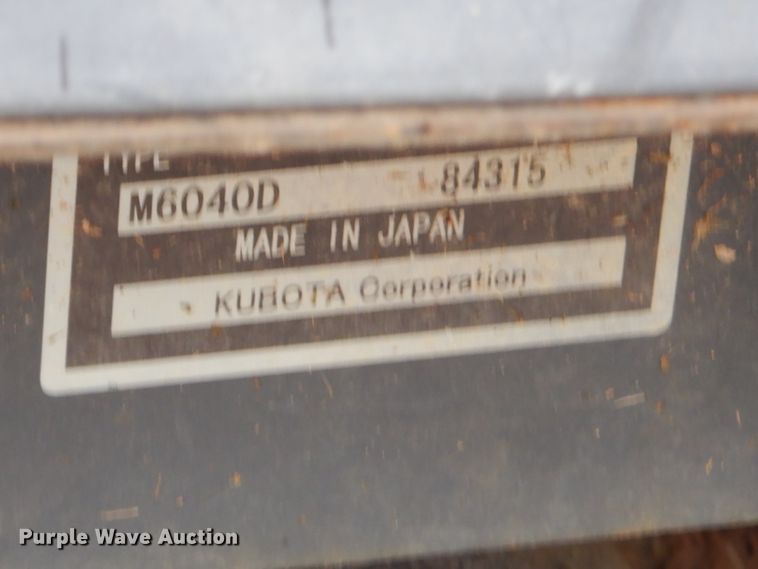 TYPE
M6040D 84315
MADE IN JAPAN
KUBOTA Corporation
Purple Wave Auction